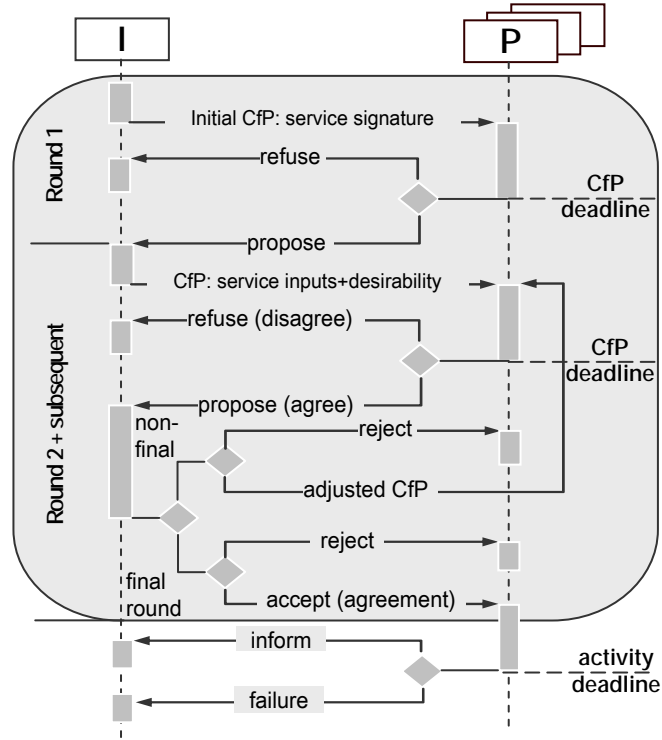 I
P
Initial CfP: service signature
Round 1
refuse
CfP
deadline
propose
CfP: service inputs+desirability
refuse (disagree)
CfP
deadline
propose (agree)
Round 2 + subsequent
non-
final
reject
adjusted CfP
reject
final
round
accept (agreement)
inform
activity
deadline
failure